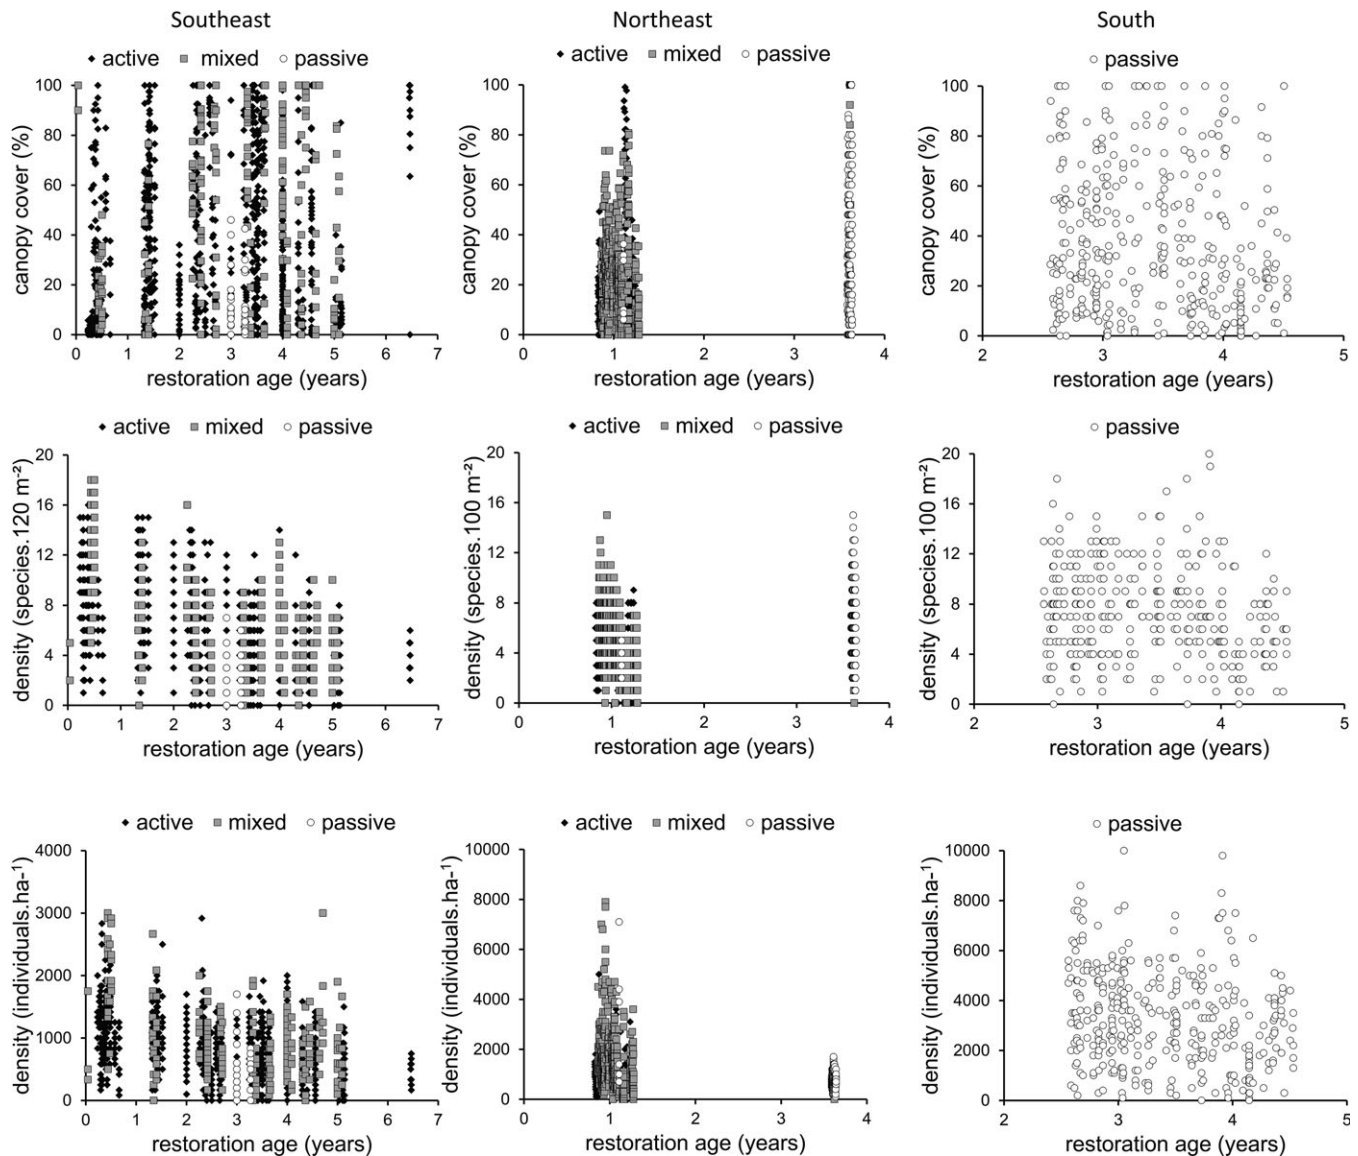 Southeast Northeast South
active mixed passive
active mixed passive
passive
canopy cover (%)
100
80
60
40
20
0
0 1 2 3 4 5 6 7
restoration age (years)
canopy cover (%)
100
80
60
40
20
0
0 1 2 3 4
restoration age (years)
canopy cover (%)
100
80
60
40
20
0
2 3 4 5
restoration age (years)
active mixed passive
active mixed passive
passive
density (species.120 m⁻²)
20
16
12
8
4
0
0 1 2 3 4 5 6 7
restoration age (years)
density (species.100 m⁻²)
20
16
12
8
4
0
0 1 2 3 4
restoration age (years)
density (species.100 m⁻²)
20
16
12
8
4
0
2 3 4 5
restoration age (years)
active mixed passive
active mixed passive
passive
density (individuals.ha⁻¹)
4000
3000
2000
1000
0
0 1 2 3 4 5 6 7
restoration age (years)
density (individuals.ha⁻¹)
10000
8000
6000
4000
2000
0
0 1 2 3 4
restoration age (years)
density (individuals.ha⁻¹)
10000
8000
6000
4000
2000
0
2 3 4 5
restoration age (years)